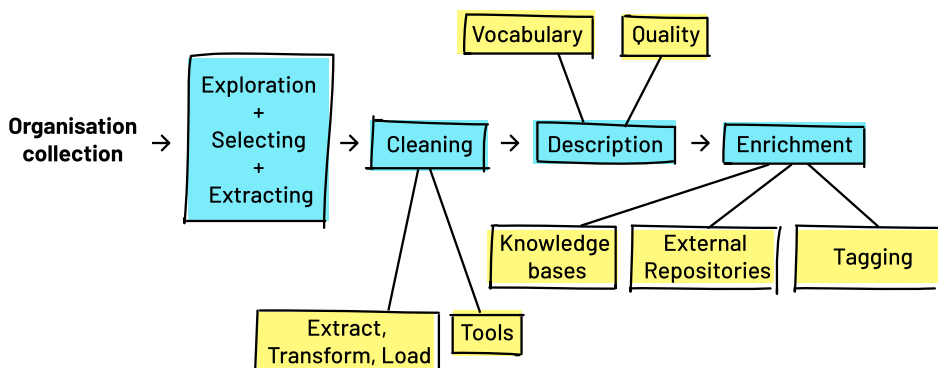 Vocabulary
Quality
Organisation
collection
→
Exploration
+
Selecting
+
Extracting
→
Cleaning
→
Description
→
Enrichment
Knowledge
bases
External
Repositories
Tagging
Extract,
Transform, Load
Tools